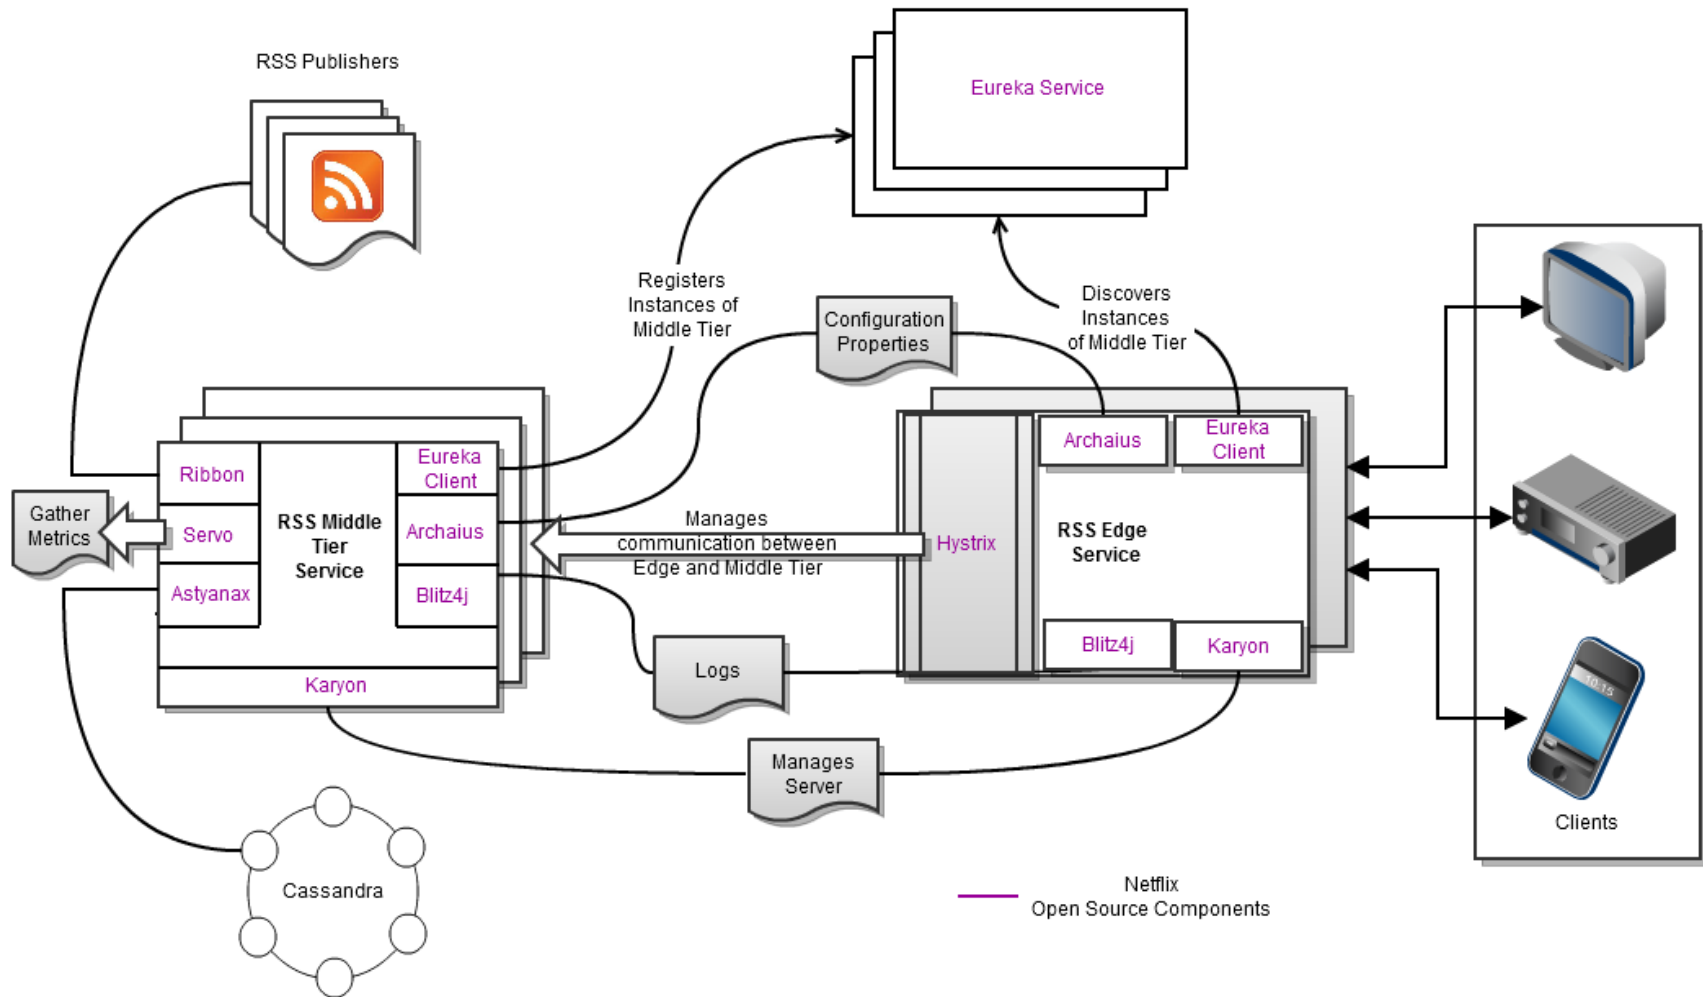 RSS Publishers
Eureka Service
Registers
Instances of
Middle Tier
Discovers
Instances
of Middle Tier
Configuration
Properties
Ribbon
Servo
Astyanax
RSS Middle
Tier
Service
Eureka
Client
Archaius
Blitz4j
Karyon
Gather
Metrics
Manages
communication between
Edge and Middle Tier
Hystrix
Archaius
Eureka
Client
RSS Edge
Service
Blitz4j
Karyon
Logs
Manages
Server
Cassandra
10.15
Clients
Netflix
Open Source Components